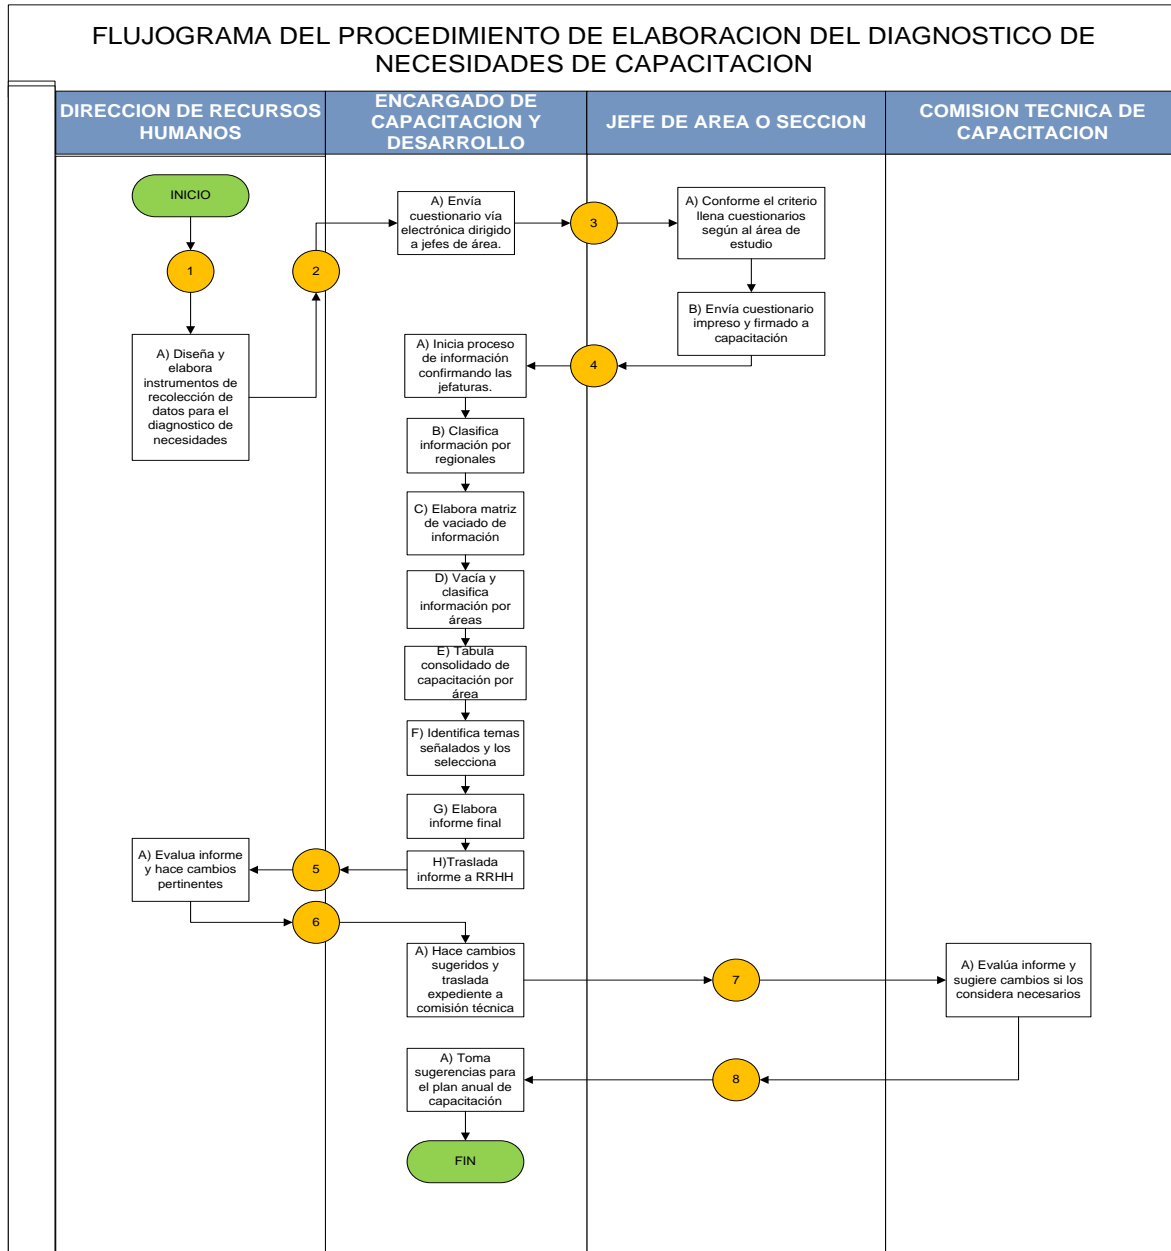 FLUJOGRAMA DEL PROCEDIMIENTO DE ELABORACION DEL DIAGNOSTICO DE
NECESIDADES DE CAPACITACION
DIRECCION DE RECURSOS
HUMANOS
ENCARGADO DE
CAPACITACION Y
DESARROLLO
JEFE DE AREA O SECCION
COMISION TECNICA DE
CAPACITACION
INICIO
1
A) Diseña y
elabora
instrumentos de
recolección de
datos para el
diagnostico de
necesidades
2
A) Envía
cuestionario vía
electrónica dirigido
a jefes de área.
3
A) Conforme el criterio
llena cuestionarios
según al área de
estudio
B) Envía cuestionario
impreso y firmado a
capacitación
4
A) Inicia proceso
de información
confirmando las
jefaturas.
B) Clasifica
información por
regionales
C) Elabora matriz
de vaciado de
información
D) Vacía y
clasifica
información por
áreas
E) Tabula
consolidado de
capacitación por
área
F) Identifica temas
señalados y los
selecciona
G) Elabora
informe final
H)Traslada
informe a RRHH
5
A) Evalua informe
y hace cambios
pertinentes
6
A) Hace cambios
sugeridos y
traslada
expediente a
comisión técnica
7
A) Evalúa informe y
sugiere cambios si los
considera necesarios
8
A) Toma
sugerencias para
el plan anual de
capacitación
FIN